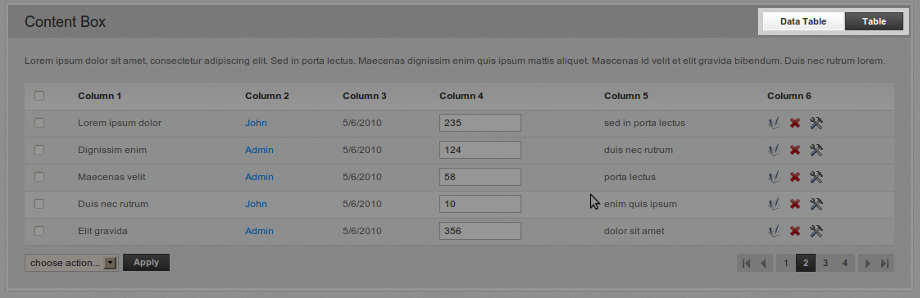 Content Box Data Table Table
Lorem ipsum dolor sit amet, consectetur adipiscing elit. Sed in porta lectus. Maecenas dignissim enim quis ipsum mattis aliquet. Maecenas id velit et elit gravida bibendum. Duis nec rutrum lorem.
Column 1 Column 2 Column 3 Column 4 Column 5 Column 6
Lorem ipsum dolor John 5/6/2010 235 sed in porta lectus
Dignissim enim Admin 5/6/2010 124 duis nec rutrum
Maecenas velit Admin 5/6/2010 58 porta lectus
Duis nec rutrum John 5/6/2010 10 enim quis ipsum
Elit gravida Admin 5/6/2010 356 dolor sit amet
choose action... Apply 1 2 3 4